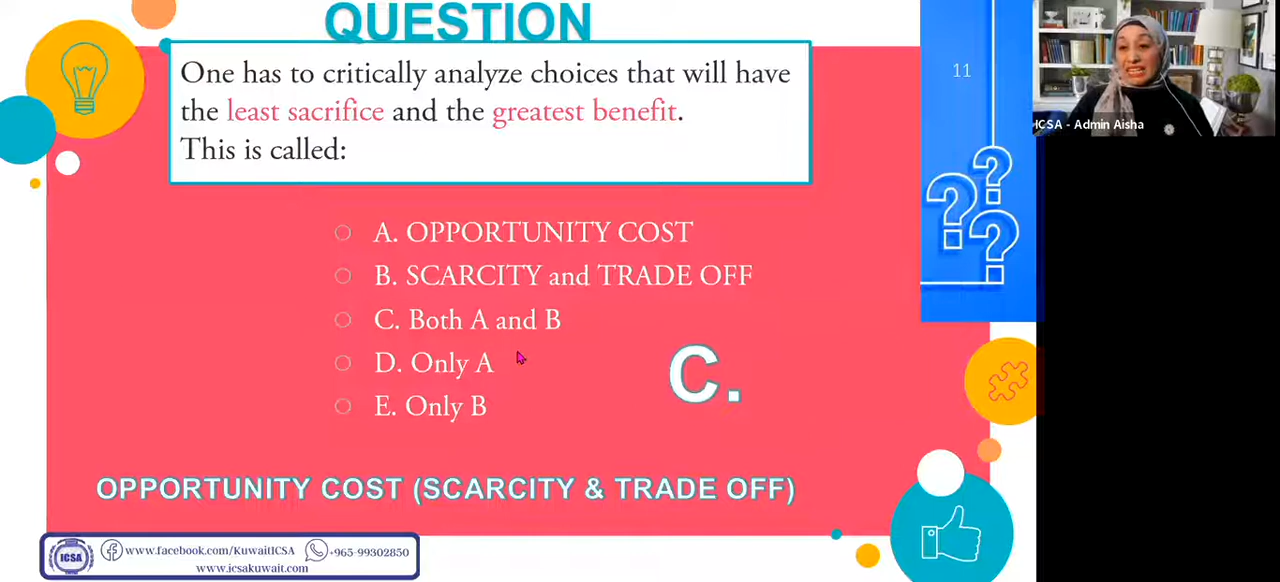 QUESTION
One has to critically analyze choices that will have
the least sacrifice and the greatest benefit.
This is called:
11
ICSA - Admin Aisha
A. OPPORTUNITY COST
B. SCARCITY and TRADE OFF
C. Both A and B
D. Only A
E. Only B
C.
OPPORTUNITY COST (SCARCITY & TRADE OFF)
ICSA
www.facebook.com/KuwaitICSA +965-99302850
www.icsakuwait.com